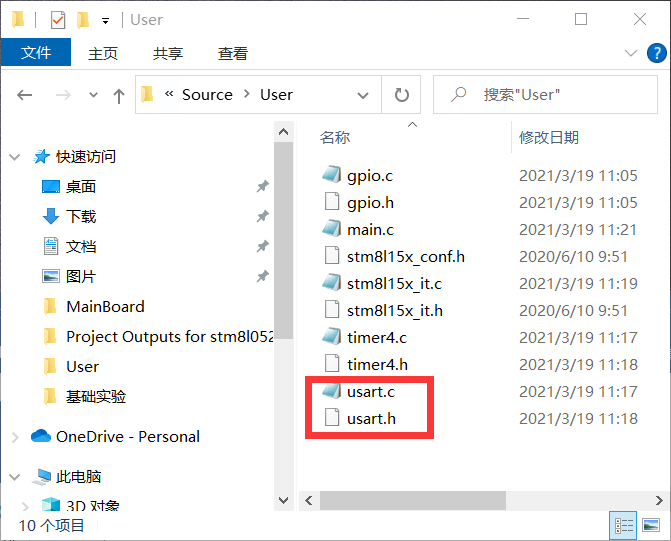 User
文件 主页 共享 查看
« Source > User 搜索"User"
名称 修改日期
快速访问
桌面
下载
文档
图片
MainBoard
Project Outputs for stm8l052
User
基础实验
OneDrive - Personal
此电脑
3D 对象
gpio.c 2021/3/19 11:05
gpio.h 2021/3/19 11:05
main.c 2021/3/19 11:21
stm8l15x_conf.h 2020/6/10 9:51
stm8l15x_it.c 2021/3/19 11:19
stm8l15x_it.h 2020/6/10 9:51
timer4.c 2021/3/19 11:17
timer4.h 2021/3/19 11:18
usart.c 2021/3/19 11:17
usart.h 2021/3/19 11:18
10 个项目